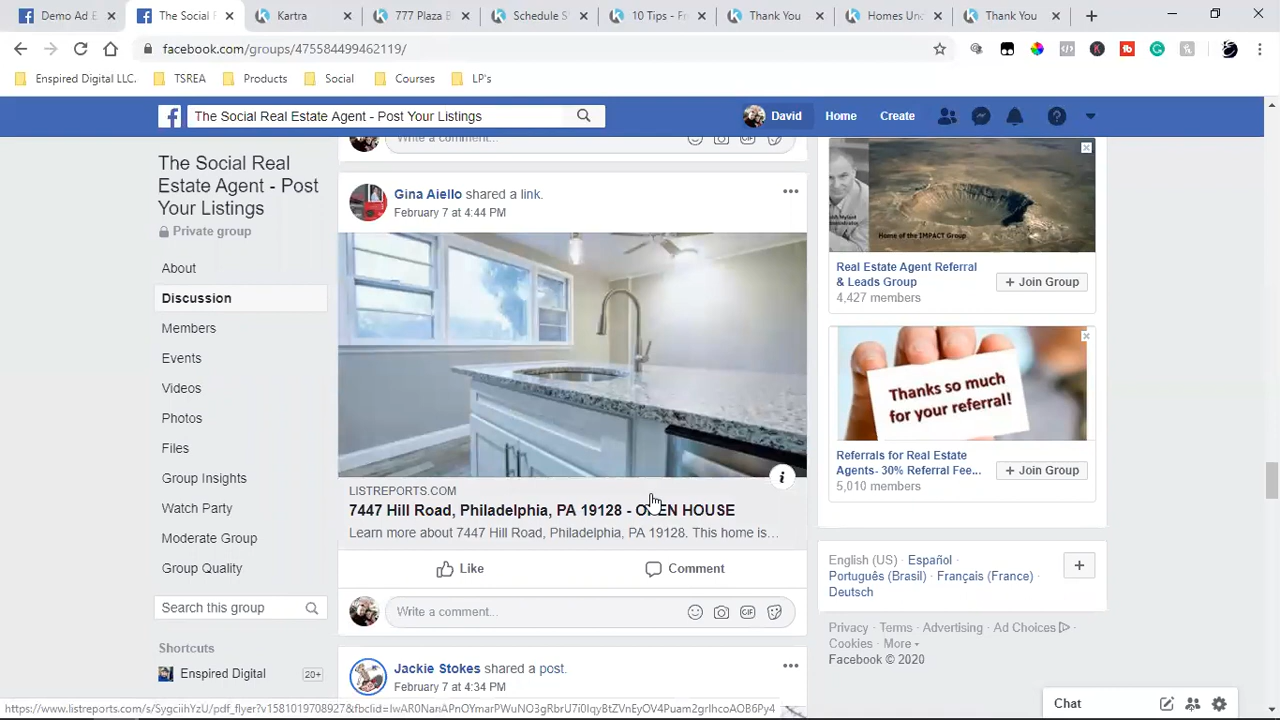 Demo Ad E
The Social F
Kartra
777 Plaza B
Schedule S
10 Tips - Fr
Thank You
Homes Un
Thank You
facebook.com/groups/475584499462119/
Enspired Digital LLC.
TSREA
Products
Social
Courses
LP's
The Social Real Estate Agent - Post Your Listings
David
Home
Create
The Social Real
Estate Agent - Post
Your Listings
Private group
About
Discussion
Members
Events
Videos
Photos
Files
Group Insights
Watch Party
Moderate Group
Group Quality
Search this group
Shortcuts
Enspired Digital
20+
Write a comment...
Gina Aiello shared a link.
February 7 at 4:44 PM
LISTREPORTS.COM
7447 Hill Road, Philadelphia, PA 19128 - OPEN HOUSE
Learn more about 7447 Hill Road, Philadelphia, PA 19128. This home is...
Like
Comment
Write a comment...
Jackie Stokes shared a post.
February 7 at 4:34 PM
Home of the IMPACT Group
Real Estate Agent Referral
& Leads Group
+ Join Group
4,427 members
Thanks so much
for your referral!
Referrals for Real Estate
Agents- 30% Referral Fee...
+ Join Group
5,010 members
English (US) · Español ·
Português (Brasil) · Français (France) ·
Deutsch
Privacy · Terms · Advertising · Ad Choices ·
Cookies · More
Facebook © 2020
Chat